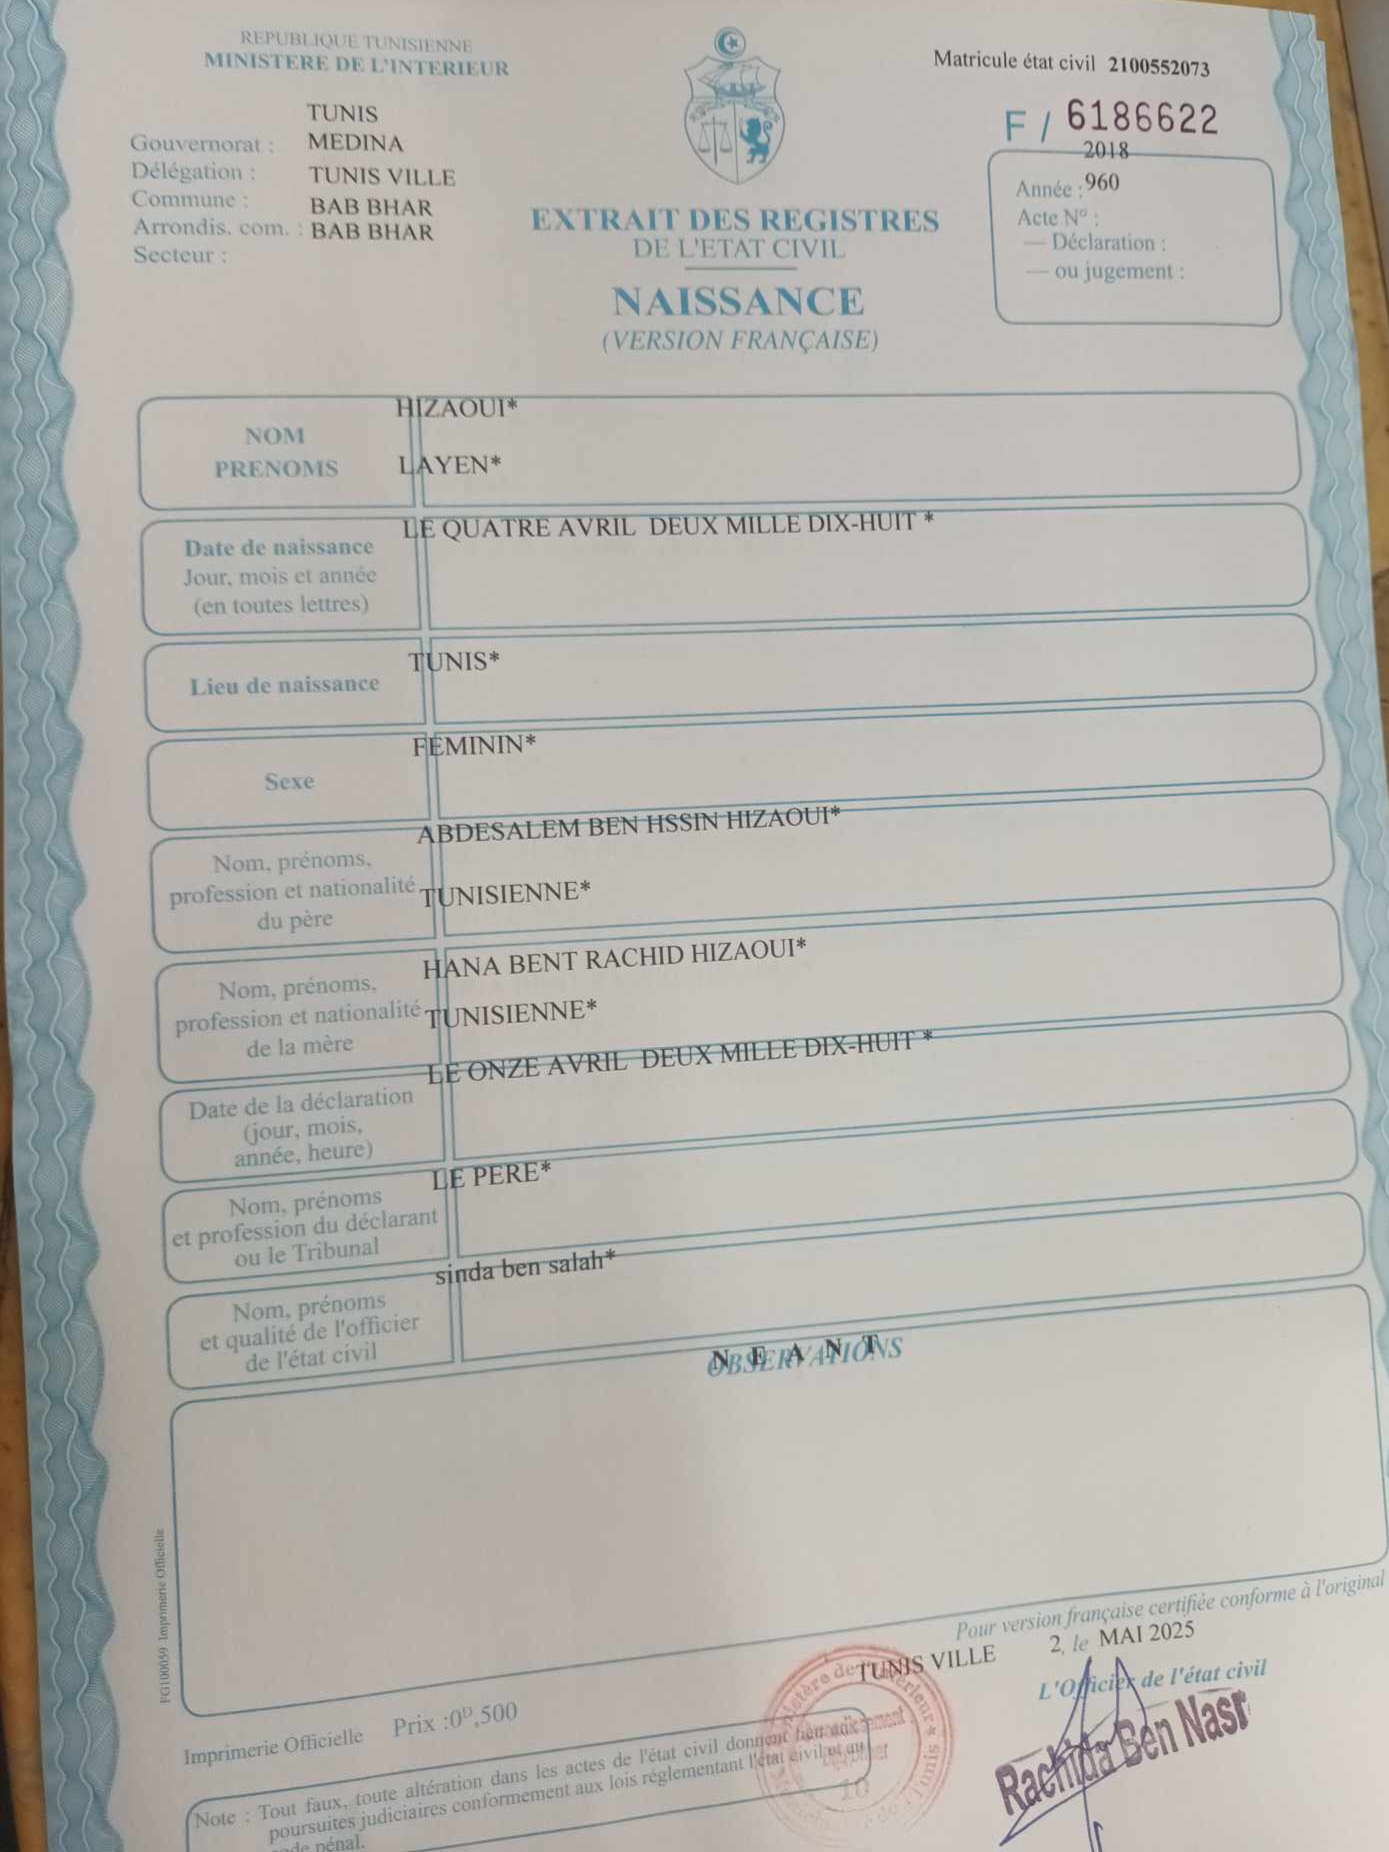 REPUBLIQUE TUNISIENNE
MINISTERE DE L'INTERIEUR
TUNIS
Gouvernorat : MEDINA
Délégation : TUNIS VILLE
Commune : BAB BHAR
Arrondis. com. : BAB BHAR
Secteur :
Matricule état civil 2100552073
F / 6186622
2018
Année : 960
Acte N° :
— Déclaration :
— ou jugement :
EXTRAIT DES REGISTRES
DE L'ETAT CIVIL
NAISSANCE
(VERSION FRANÇAISE)
HIZAOUI*
NOM
PRENOMS LAYEN*
LE QUATRE AVRIL DEUX MILLE DIX-HUIT *
Date de naissance
Jour, mois et année
(en toutes lettres)
TUNIS*
Lieu de naissance
FEMININ*
Sexe
ABDESALEM BEN HSSIN HIZAOUI*
Nom, prénoms,
profession et nationalité TUNISIENNE*
du père
HANA BENT RACHID HIZAOUI*
Nom, prénoms,
profession et nationalité TUNISIENNE*
de la mère
LE ONZE AVRIL DEUX MILLE DIX-HUIT *
Date de la déclaration
(jour, mois,
année, heure)
LE PERE*
Nom, prénoms
et profession du déclarant
ou le Tribunal
sinda ben salah*
Nom, prénoms
et qualité de l'officier
de l'état civil
N E A N T
OBSERVATIONS
FG100059 Imprimerie Officielle
Pour version française certifiée conforme à l'original
TUNIS VILLE 2, le MAI 2025
L'Officier de l'état civil
Rachida Ben Nasr
Imprimerie Officielle Prix :0ᴰ,500
Note : Tout faux, toute altération dans les actes de l'état civil donnent lieu
poursuites judiciaires conformement aux lois réglementant l'état civil et au
code pénal.
10